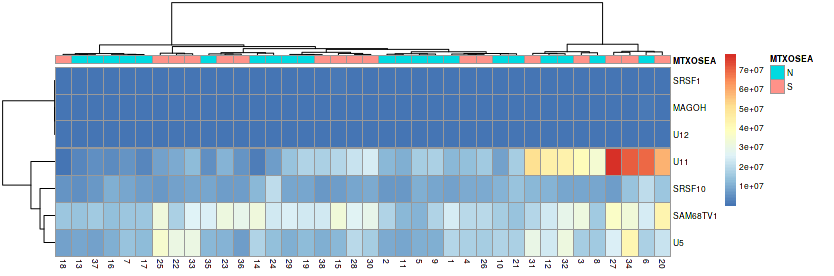 MTXOSEA
SRSF1
MAGOH
U12
U11
SRSF10
SAM68TV1
U5
18 13 37 16 7 17 25 22 33 35 23 36 14 24 29 19 38 15 28 30 2 11 5 9 1 4 26 10 21 31 12 32 3 8 27 34 6 20
7e+07
6e+07
5e+07
4e+07
3e+07
2e+07
1e+07
MTXOSEA
N
S